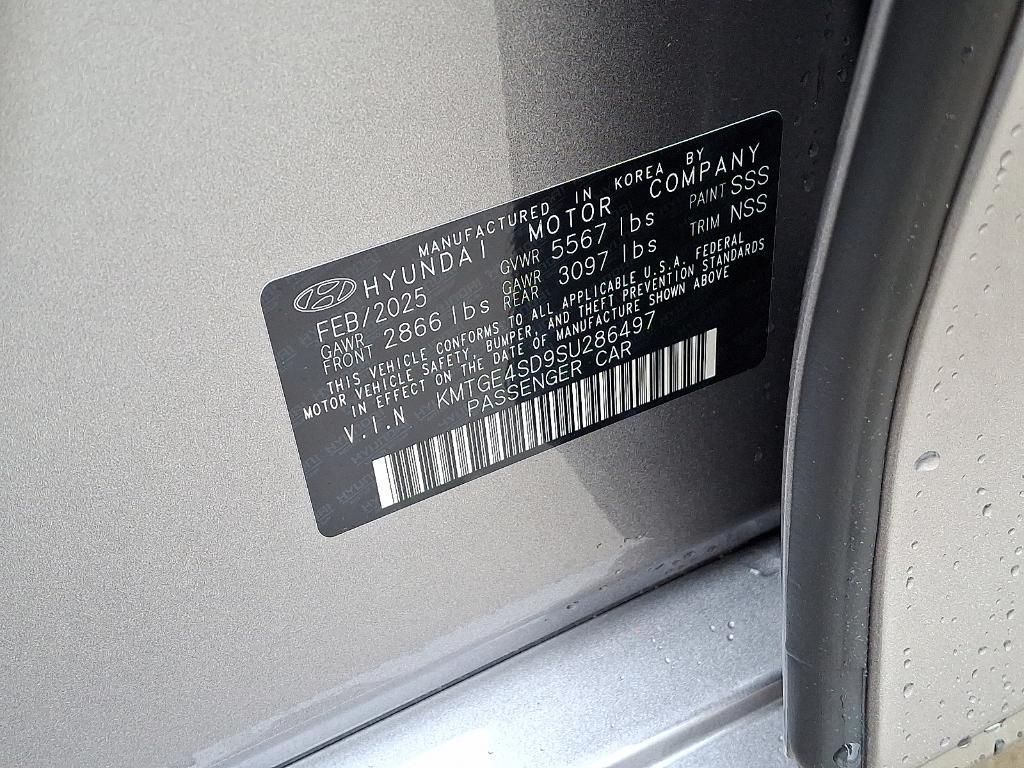 MANUFACTURED IN KOREA BY
HYUNDAI MOTOR COMPANY
FEB/2025 GVWR 5567 lbs PAINT SSS
GAWR FRONT 2866 lbs GAWR REAR 3097 lbs TRIM NSS
THIS VEHICLE CONFORMS TO ALL APPLICABLE U.S.A. FEDERAL
MOTOR VEHICLE SAFETY, BUMPER, AND THEFT PREVENTION STANDARDS
IN EFFECT ON THE DATE OF MANUFACTURE SHOWN ABOVE
V.I.N KMTGE4SD9SU286497
PASSENGER CAR